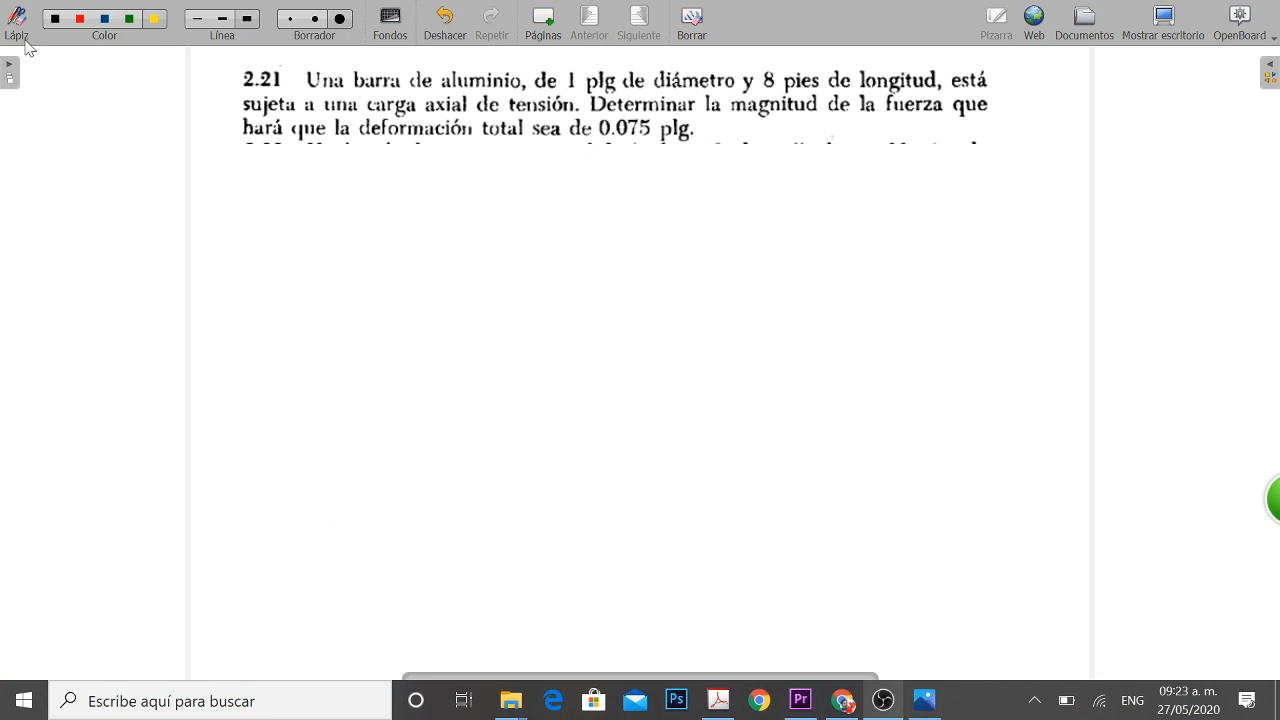 Lápiz
Color
Línea
Borrador
Fondos
Deshacer
Repetir
Páginas
Anterior
Siguiente
Borrar
Pizarra
Web
Documentos
Mostrar escritorio
OpenBoard
2.21 Una barra de aluminio, de 1 plg de diámetro y 8 pies de longitud, está
sujeta a una carga axial de tensión. Determinar la magnitud de la fuerza que
hará que la deformación total sea de 0.075 plg.
Escribe aquí para buscar
Ps
Pr
ENG
09:23 a. m.
27/05/2020